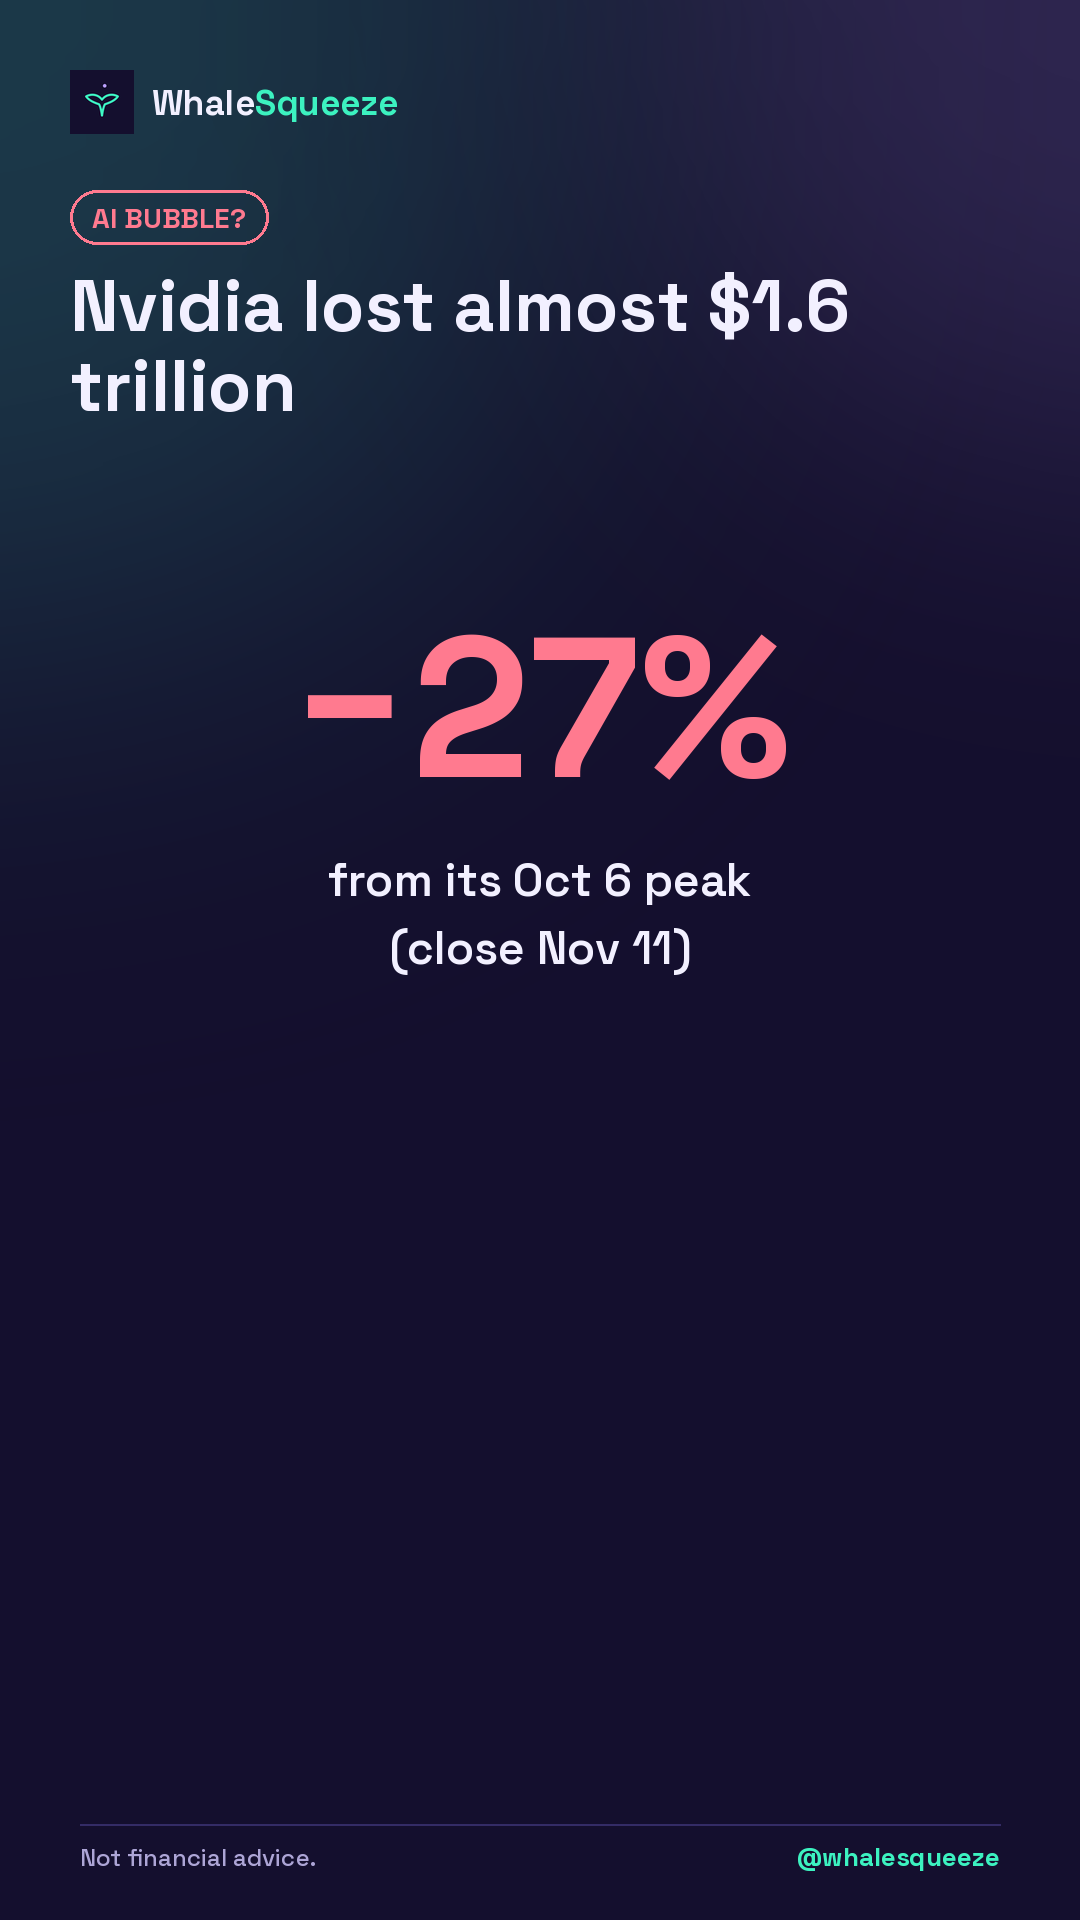 WhaleSqueeze
AI BUBBLE?
Nvidia lost almost $1.6
trillion
-27%
from its Oct 6 peak
(close Nov 11)
Not financial advice.
@whalesqueeze